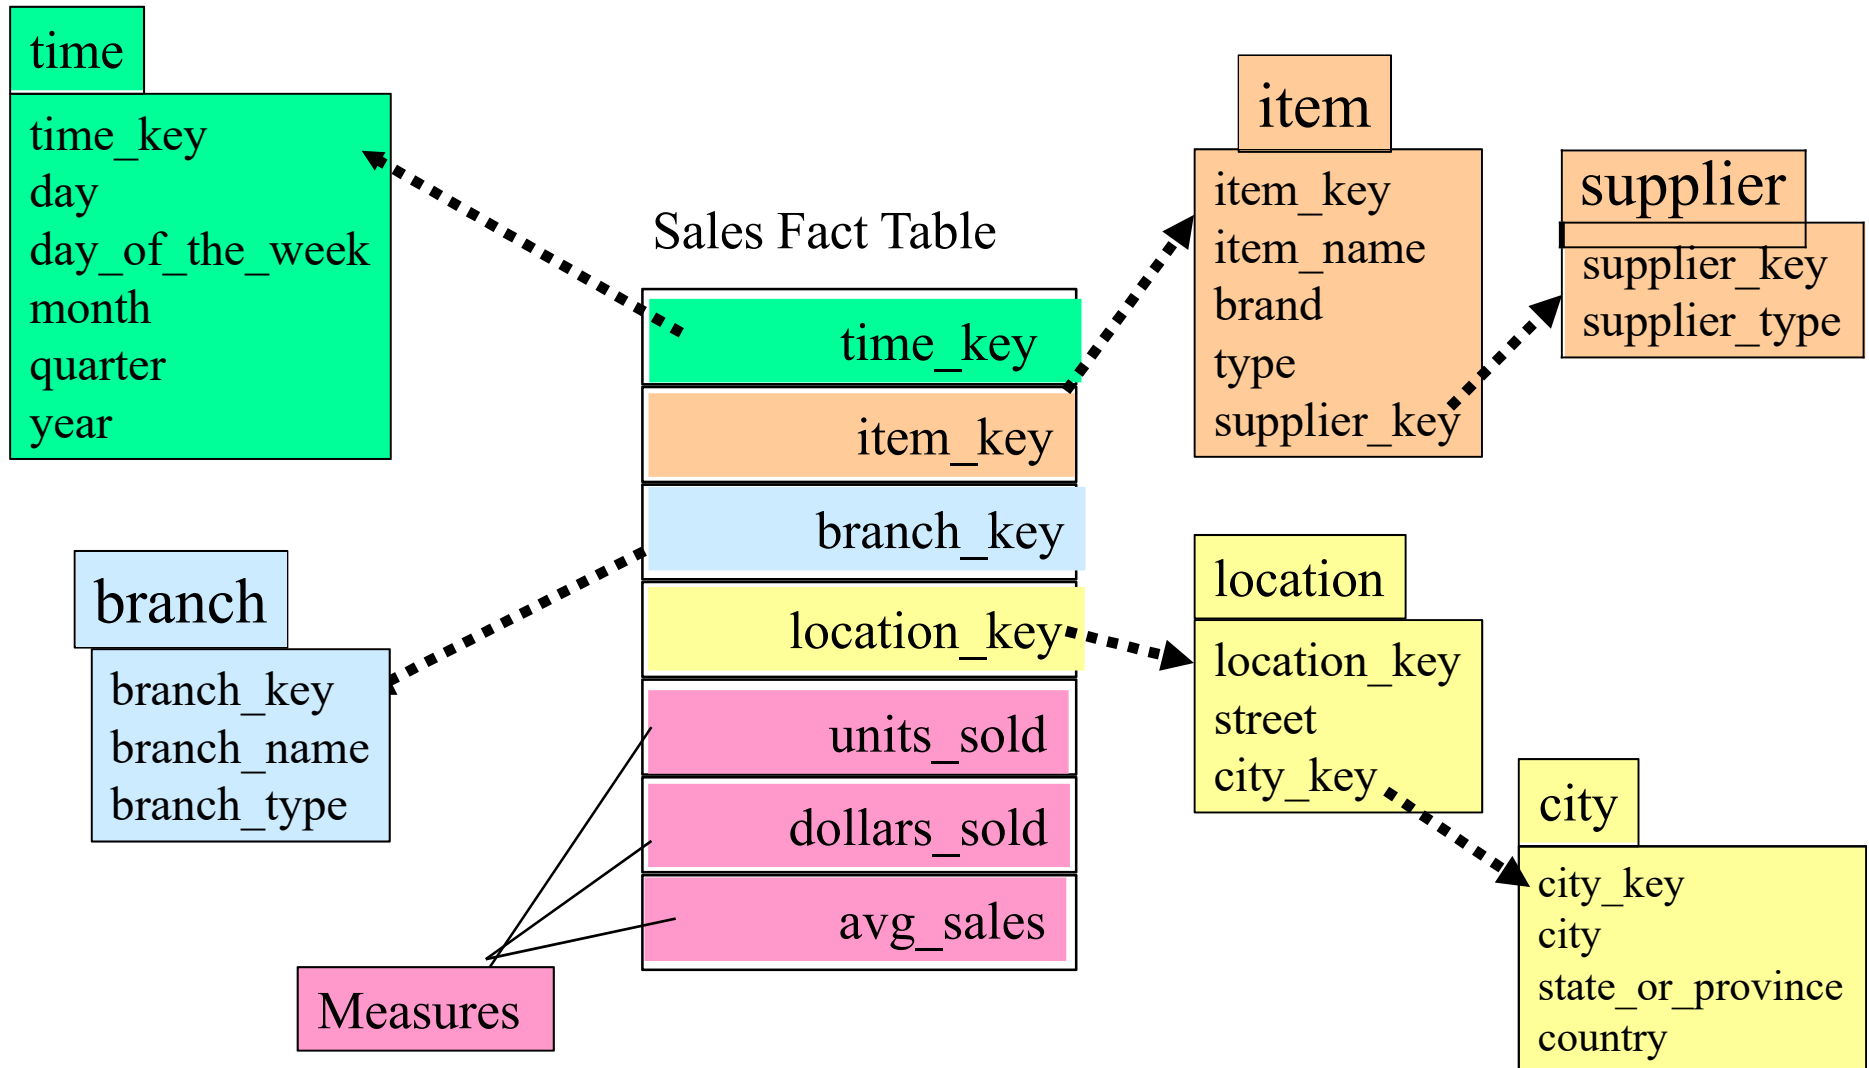 time
time_key
day
day_of_the_week
month
quarter
year
branch
branch_key
branch_name
branch_type
Sales Fact Table
time_key
item_key
branch_key
location_key
units_sold
dollars_sold
avg_sales
Measures
item
item_key
item_name
brand
type
supplier_key
supplier
supplier_key
supplier_type
location
location_key
street
city_key
city
city_key
city
state_or_province
country